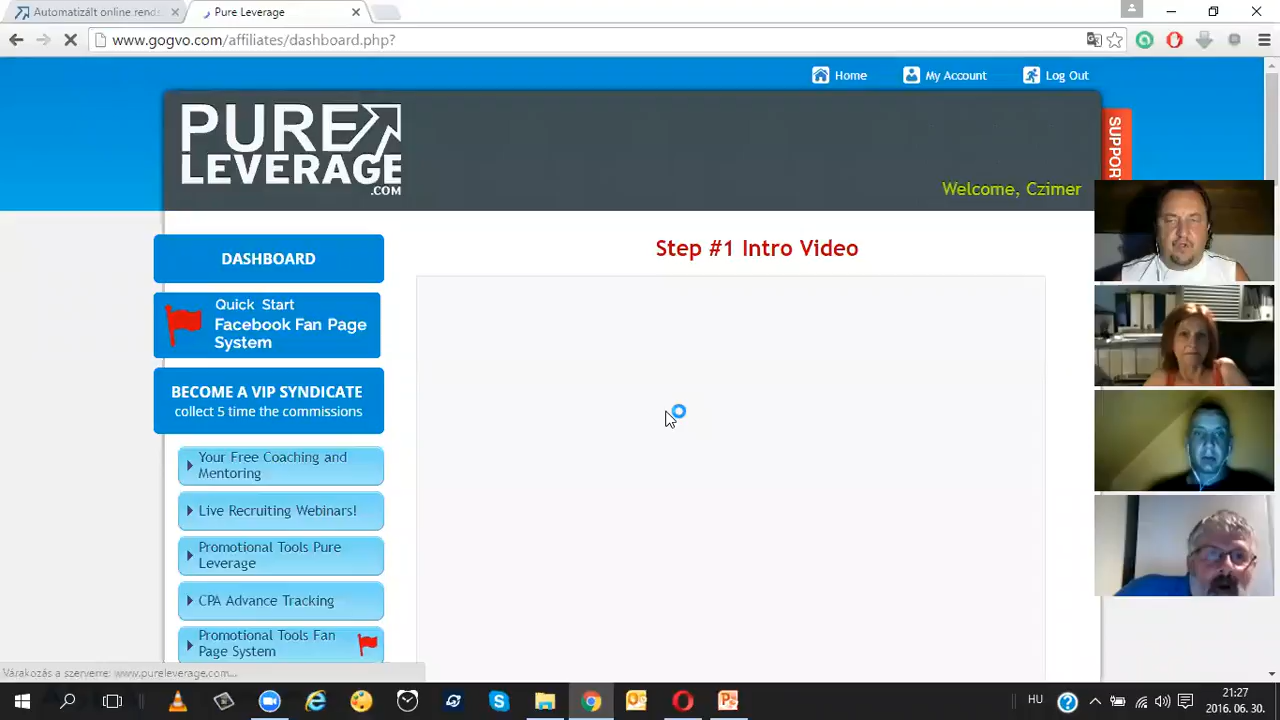 Automatizált online rends
Pure Leverage
www.gogvo.com/affiliates/dashboard.php?
Home
My Account
Log Out
PURE
LEVERAGE
.COM
SUPPORT
Welcome, Czimer
DASHBOARD
Step #1 Intro Video
Quick Start
Facebook Fan Page
System
BECOME A VIP SYNDICATE
collect 5 time the commissions
Your Free Coaching and
Mentoring
Live Recruiting Webinars!
Promotional Tools Pure
Leverage
CPA Advance Tracking
Promotional Tools Fan
Page System
Várakozás a szerverre: www.pureleverage.com...
HU
21:27
2016. 06. 30.